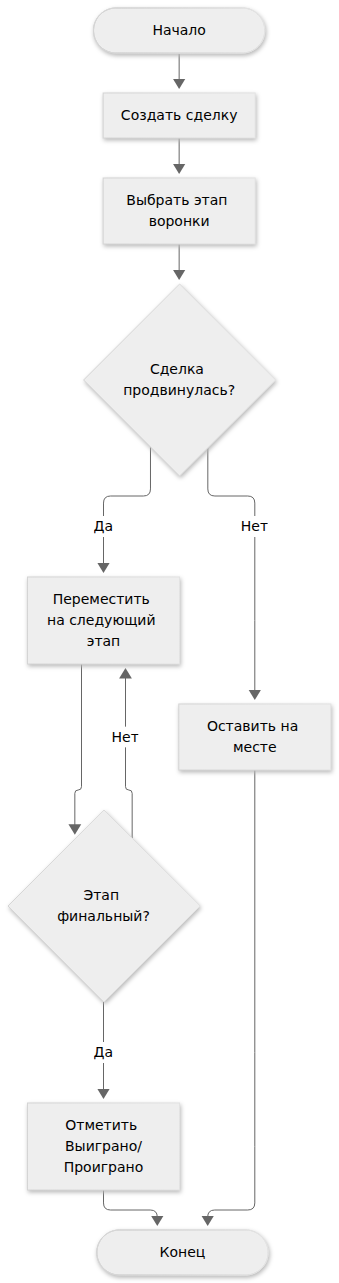 Начало
Создать сделку
Выбрать этап
воронки
Сделка
продвинулась?
Да
Нет
Переместить
на следующий
этап
Нет
Оставить на
месте
Этап
финальный?
Да
Отметить
Выиграно/
Проиграно
Конец